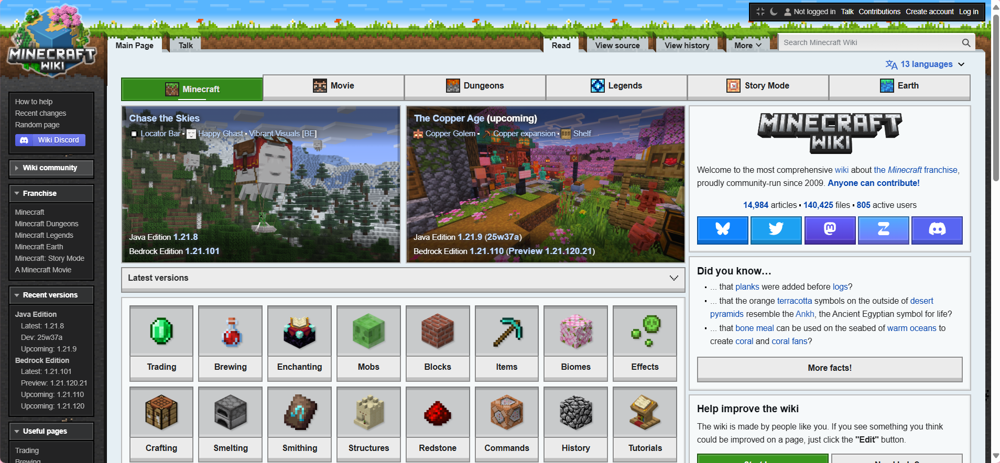 MINECRAFT
WIKI
Not logged in Talk Contributions Create account Log in
Main Page Talk Read View source View history More
Search Minecraft Wiki
13 languages
How to help
Recent changes
Random page
Wiki Discord
Wiki community
Franchise
Minecraft
Minecraft Dungeons
Minecraft Legends
Minecraft Earth
Minecraft: Story Mode
A Minecraft Movie
Recent versions
Java Edition
Latest: 1.21.8
Dev: 25w37a
Upcoming: 1.21.9
Bedrock Edition
Latest: 1.21.101
Preview: 1.21.120.21
Upcoming: 1.21.110
Upcoming: 1.21.120
Useful pages
Trading
Brewing
Minecraft Movie Dungeons Legends Story Mode Earth
Chase the Skies
Locator Bar ▪ Happy Ghast ▪ Vibrant Visuals [BE]
Java Edition 1.21.8
Bedrock Edition 1.21.101
The Copper Age (upcoming)
Copper Golem ▪ Copper expansion ▪ Shelf
Java Edition 1.21.9 (25w37a)
Bedrock Edition 1.21.110 (Preview 1.21.120.21)
Latest versions
Trading Brewing Enchanting Mobs Blocks Items Biomes Effects
Crafting Smelting Smithing Structures Redstone Commands History Tutorials
MINECRAFT
WIKI
Welcome to the most comprehensive wiki about the Minecraft franchise,
proudly community-run since 2009. Anyone can contribute!
14,984 articles ▪ 140,425 files ▪ 805 active users
Did you know…
▪ ... that planks were added before logs?
▪ ... that the orange terracotta symbols on the outside of desert
pyramids resemble the Ankh, the Ancient Egyptian symbol for life?
▪ ... that bone meal can be used on the seabed of warm oceans to
create coral and coral fans?
More facts!
Help improve the wiki
The wiki is made by people like you. If you see something you think
could be improved on a page, just click the "Edit" button.